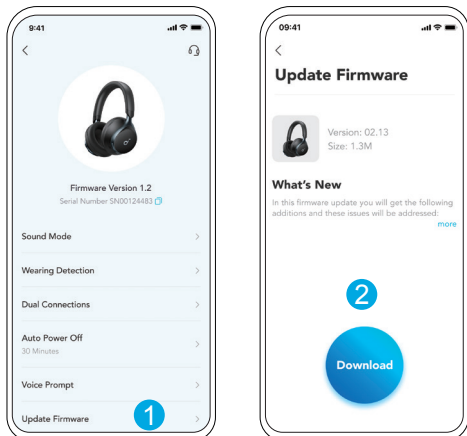 9:41
Firmware Version 1.2
Serial Number SN00124483
Sound Mode
Wearing Detection
Dual Connections
Auto Power Off
30 Minutes
Voice Prompt
Update Firmware
1
09:41
Update Firmware
Version: 02.13
Size: 1.3M
What's New
In this firmware update you will get the following
additions and these issues will be addressed:
more
2
Download